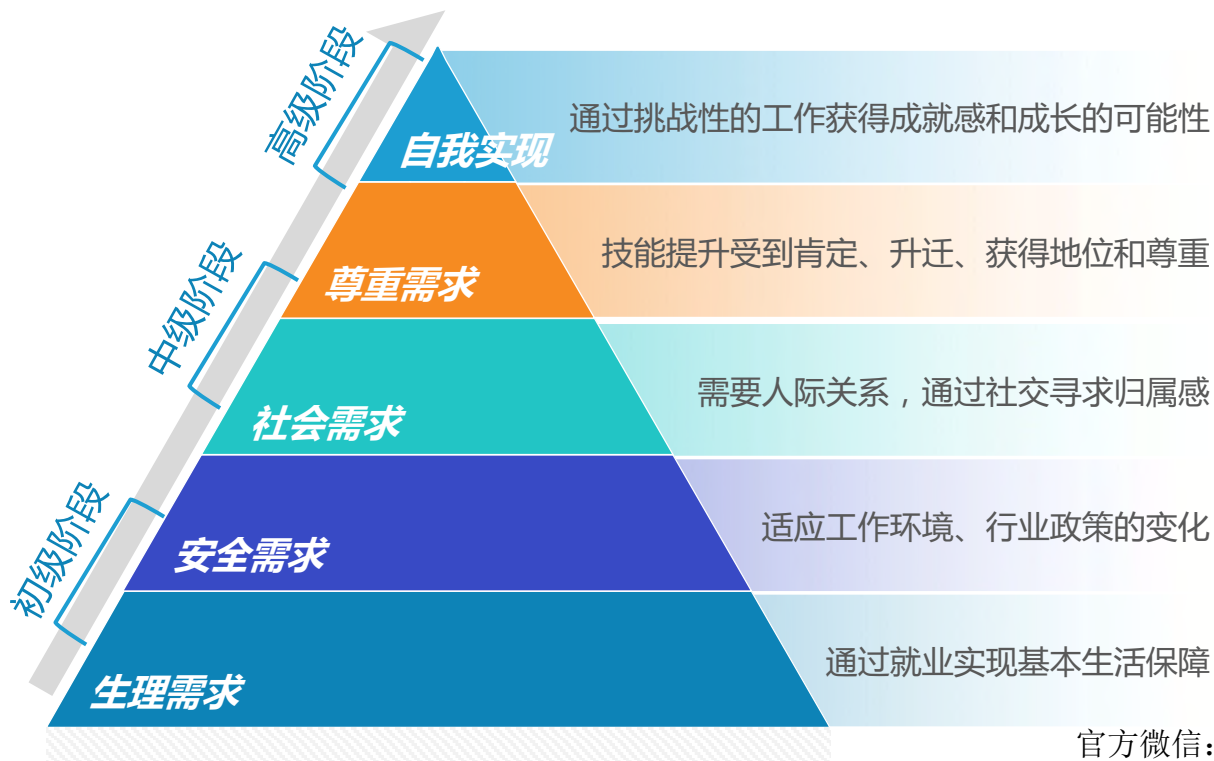 高级阶段
通过挑战性的工作获得成就感和成长的可能性
自我实现
中级阶段
技能提升受到肯定、升迁、获得地位和尊重
尊重需求
需要人际关系，通过社交寻求归属感
社会需求
初级阶段
适应工作环境、行业政策的变化
安全需求
通过就业实现基本生活保障
生理需求
官方微信：